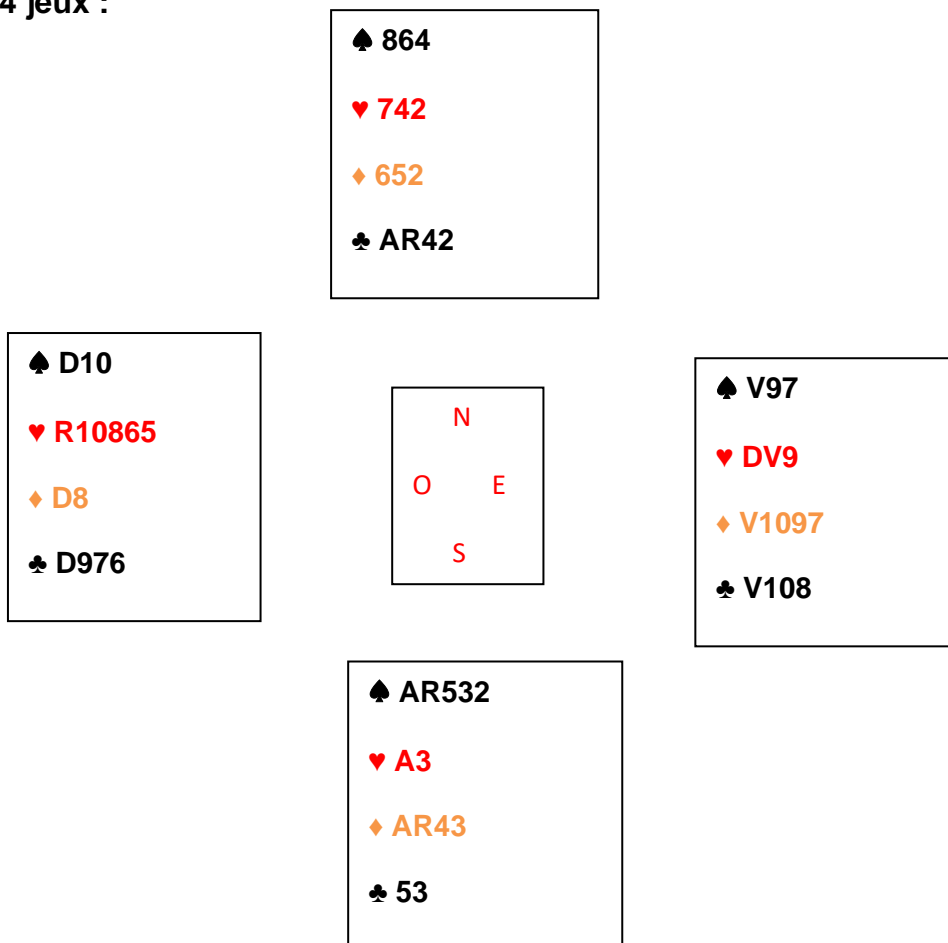 4 jeux :
♠ 864
♥ 742
♦ 652
♣ AR42
♠ D10
♥ R10865
♦ D8
♣ D976
N
O E
S
♠ V97
♥ DV9
♦ V1097
♣ V108
♠ AR532
♥ A3
♦ AR43
♣ 53